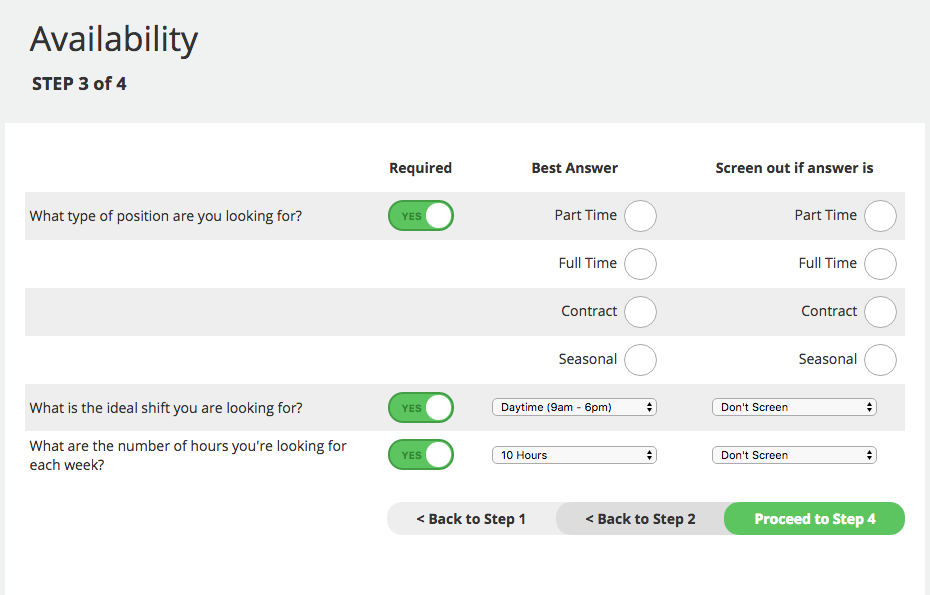 Availability
STEP 3 of 4
Required Best Answer Screen out if answer is
What type of position are you looking for? YES Part Time Part Time
Full Time Full Time
Contract Contract
Seasonal Seasonal
What is the ideal shift you are looking for? YES Daytime (9am - 6pm) Don't Screen
What are the number of hours you're looking for
each week? YES 10 Hours Don't Screen
< Back to Step 1 < Back to Step 2 Proceed to Step 4